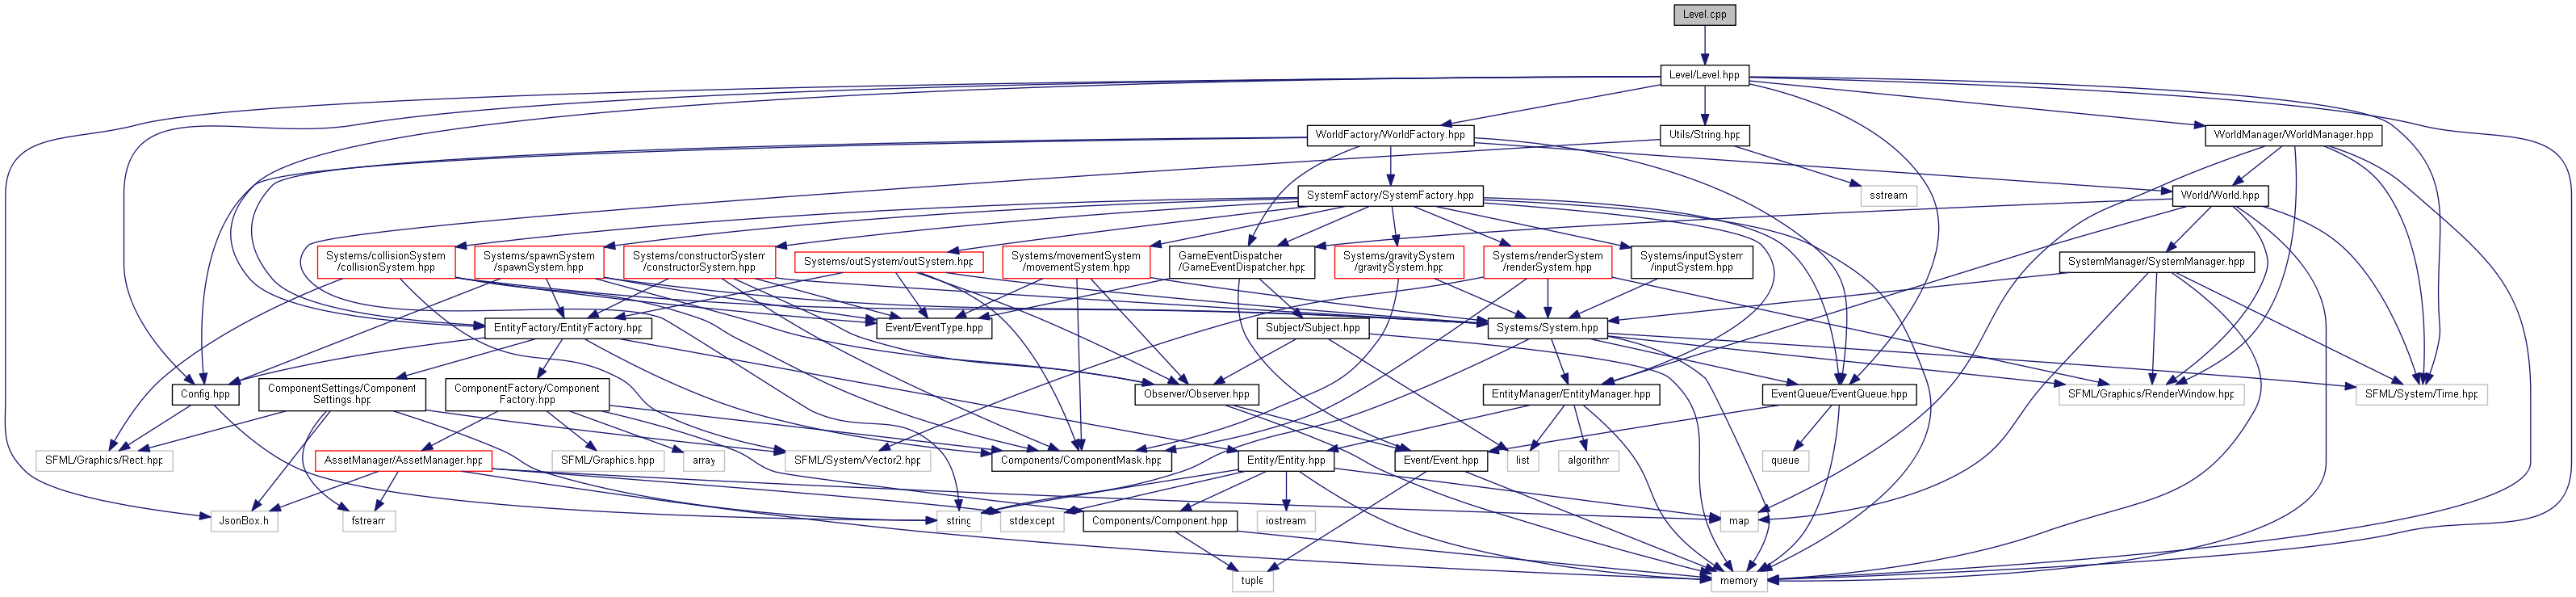 Level.cpp
Level/Level.hpp
WorldFactory/WorldFactory.hpp
Utils/String.hpp
WorldManager/WorldManager.hpp
SystemFactory/SystemFactory.hpp
sstream
World/World.hpp
Systems/collisionSystem
/collisionSystem.hpp
Systems/spawnSystem
/spawnSystem.hpp
Systems/constructorSystem
/constructorSystem.hpp
Systems/outSystem/outSystem.hpp
Systems/movementSystem
/movementSystem.hpp
GameEventDispatcher
/GameEventDispatcher.hpp
Systems/gravitySystem
/gravitySystem.hpp
Systems/renderSystem
/renderSystem.hpp
Systems/inputSystem
/inputSystem.hpp
SystemManager/SystemManager.hpp
EntityFactory/EntityFactory.hpp
Event/EventType.hpp
Subject/Subject.hpp
Systems/System.hpp
Config.hpp
ComponentSettings/Component
Settings.hpp
ComponentFactory/Component
Factory.hpp
Observer/Observer.hpp
EntityManager/EntityManager.hpp
EventQueue/EventQueue.hpp
SFML/Graphics/RenderWindow.hpp
SFML/System/Time.hpp
SFML/Graphics/Rect.hpp
AssetManager/AssetManager.hpp
SFML/Graphics.hpp
array
SFML/System/Vector2.hpp
Components/ComponentMask.hpp
Entity/Entity.hpp
Event/Event.hpp
list
algorithm
queue
JsonBox.h
fstream
string
stdexcept
Components/Component.hpp
iostream
map
tuple
memory